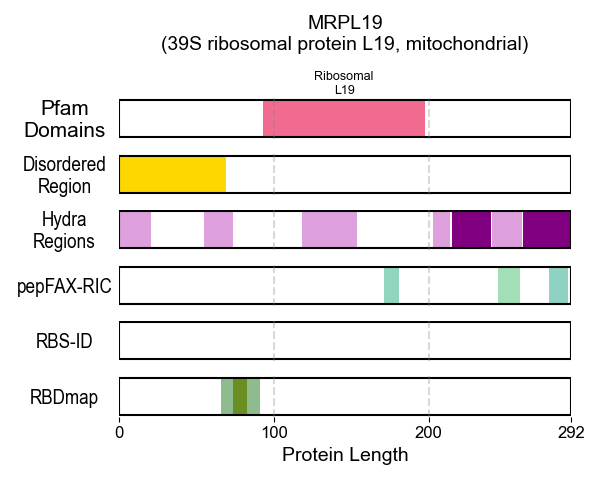 MRPL19
(39S ribosomal protein L19, mitochondrial)
Ribosomal
L19
Pfam
Domains
Disordered
Region
Hydra
Regions
pepFAX-RIC
RBS-ID
RBDmap
0 100 200 292
Protein Length